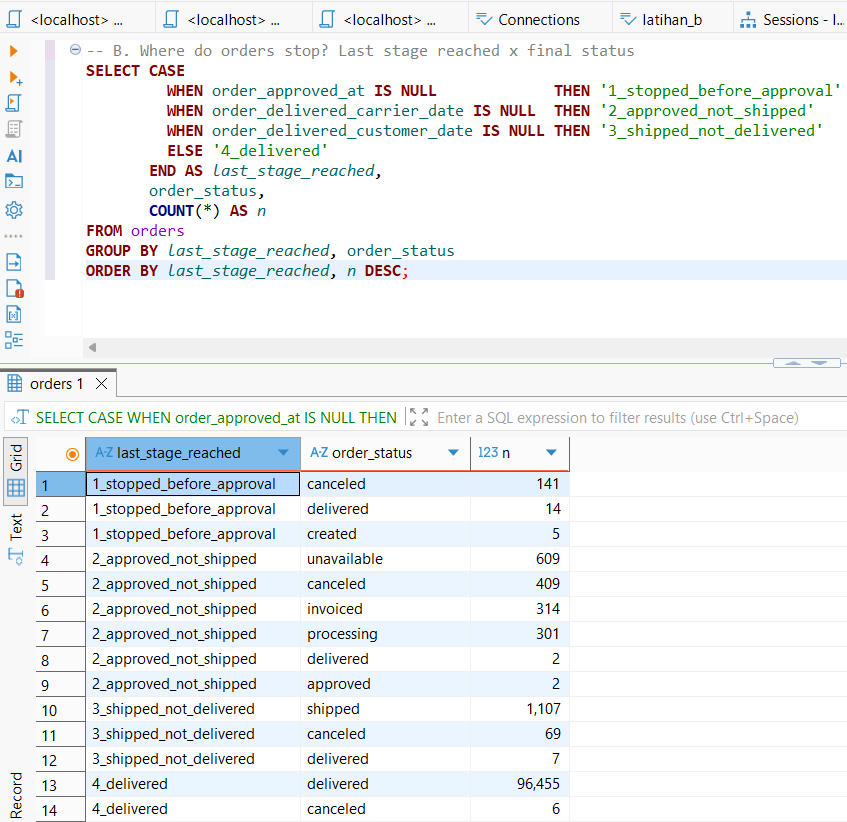 <localhost> ...
<localhost> ...
<localhost> ...
Connections
latihan_b
Sessions - l...
-- B. Where do orders stop? Last stage reached x final status
SELECT CASE
WHEN order_approved_at IS NULL THEN '1_stopped_before_approval'
WHEN order_delivered_carrier_date IS NULL THEN '2_approved_not_shipped'
WHEN order_delivered_customer_date IS NULL THEN '3_shipped_not_delivered'
ELSE '4_delivered'
END AS last_stage_reached,
order_status,
COUNT(*) AS n
FROM orders
GROUP BY last_stage_reached, order_status
ORDER BY last_stage_reached, n DESC;
AI
orders 1
SELECT CASE WHEN order_approved_at IS NULL THEN
Enter a SQL expression to filter results (use Ctrl+Space)
Grid
Text
Record
A-Z last_stage_reached A-Z order_status 123 n
1 1_stopped_before_approval canceled 141
2 1_stopped_before_approval delivered 14
3 1_stopped_before_approval created 5
4 2_approved_not_shipped unavailable 609
5 2_approved_not_shipped canceled 409
6 2_approved_not_shipped invoiced 314
7 2_approved_not_shipped processing 301
8 2_approved_not_shipped delivered 2
9 2_approved_not_shipped approved 2
10 3_shipped_not_delivered shipped 1,107
11 3_shipped_not_delivered canceled 69
12 3_shipped_not_delivered delivered 7
13 4_delivered delivered 96,455
14 4_delivered canceled 6